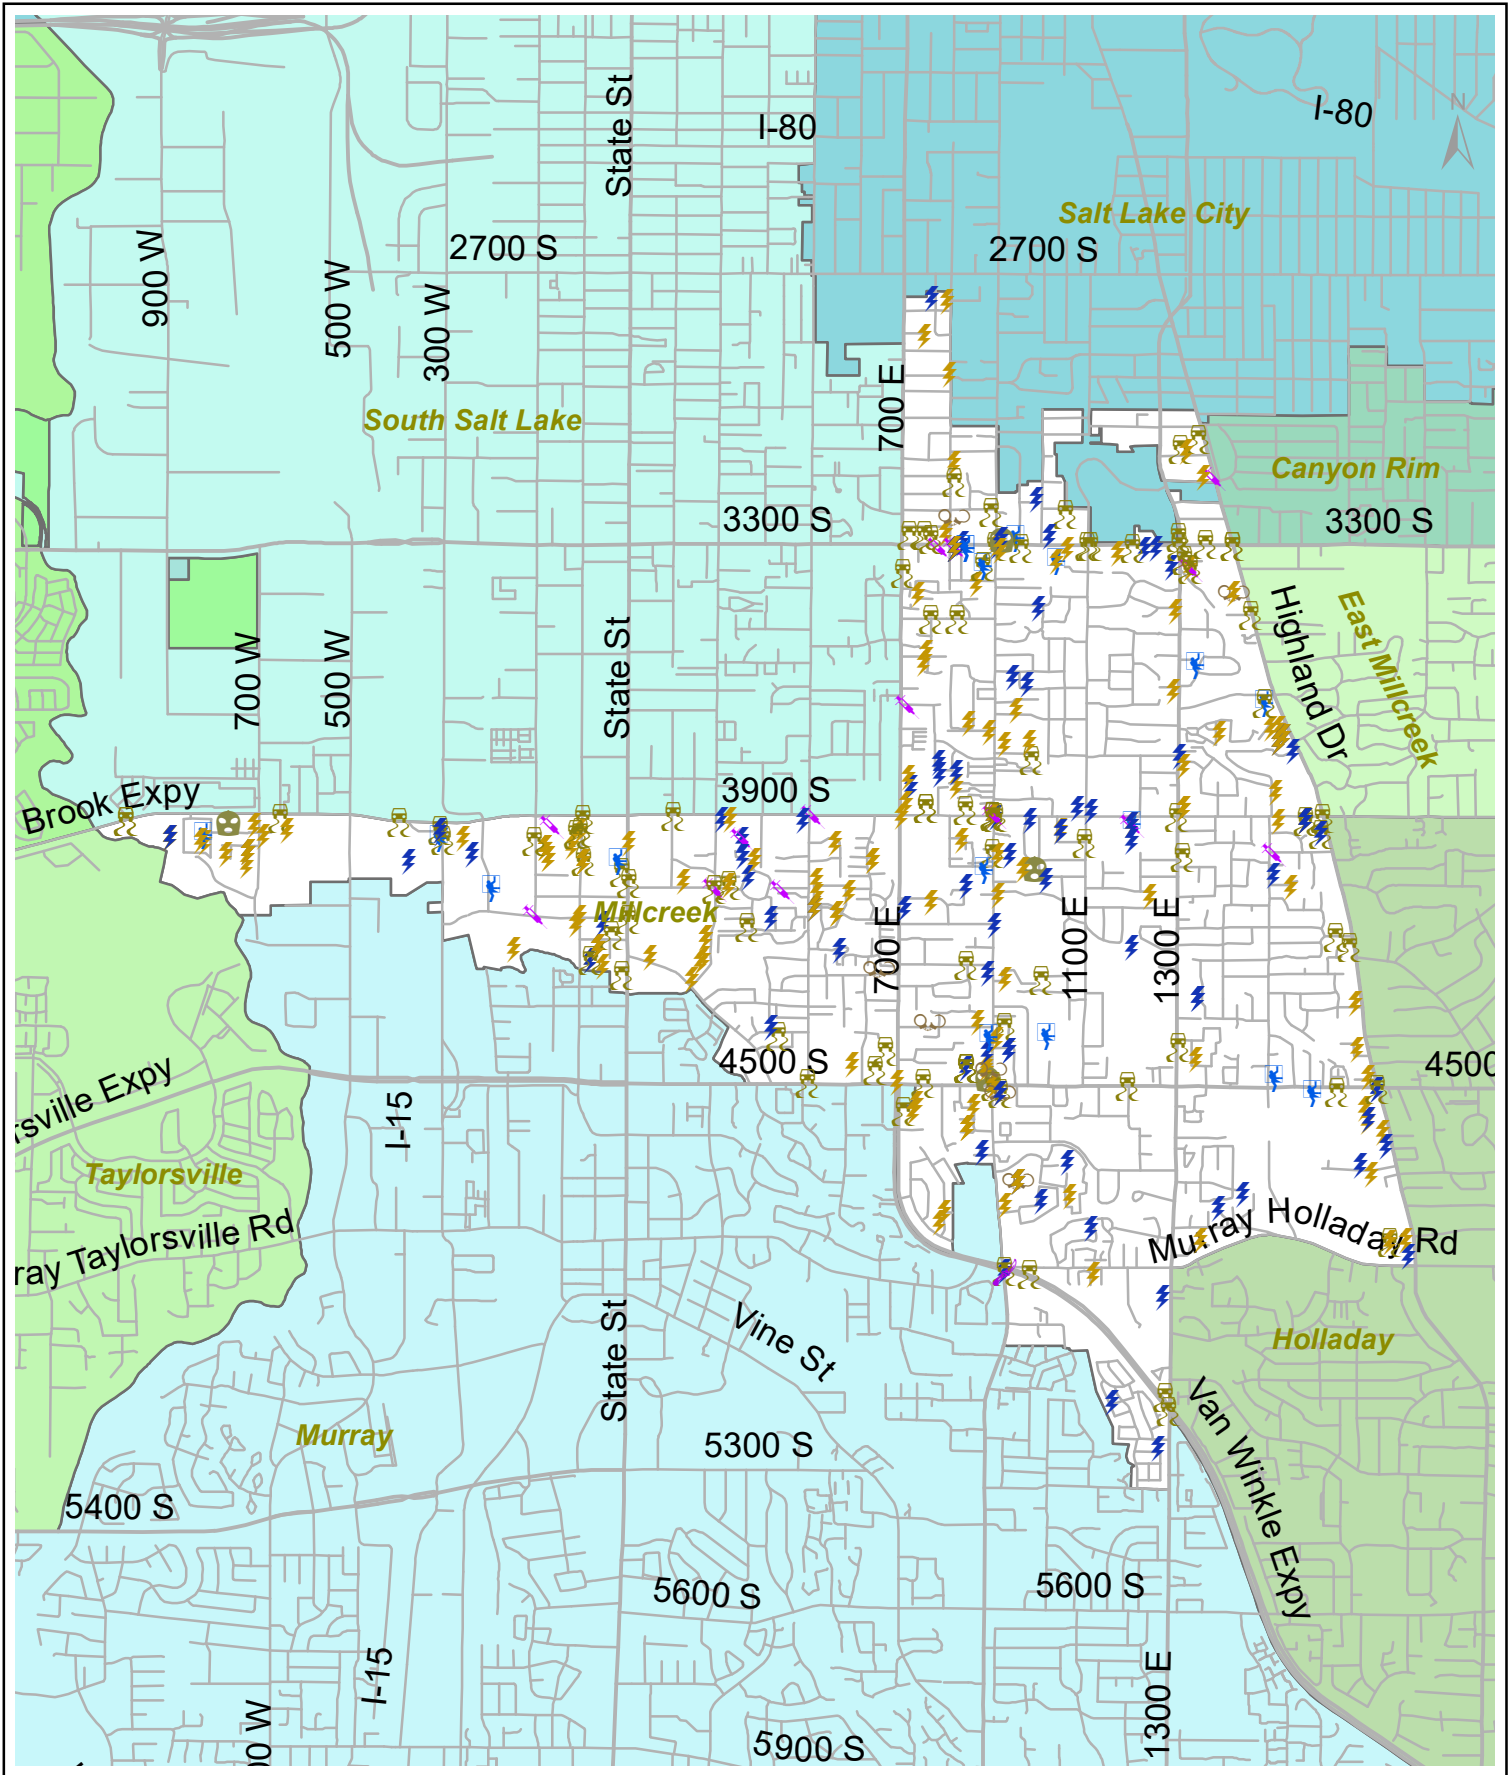 State St
I-80
I-80
N
Salt Lake City
2700 S
2700 S
900 W
500 W
300 W
700 E
South Salt Lake
Canyon Rim
3300 S
3300 S
Highland Dr
East Millcreek
700 W
500 W
State St
3900 S
Brook Expy
Millcreek
700 E
1100 E
1300 E
4500 S
4500
rsville Expy
I-15
Taylorsville
ray Taylorsville Rd
Murray Holladay Rd
State St
Vine St
Holladay
Murray
5300 S
Van Winkle Expy
5400 S
5600 S
5600 S
I-15
1300 E
00 W
5900 S